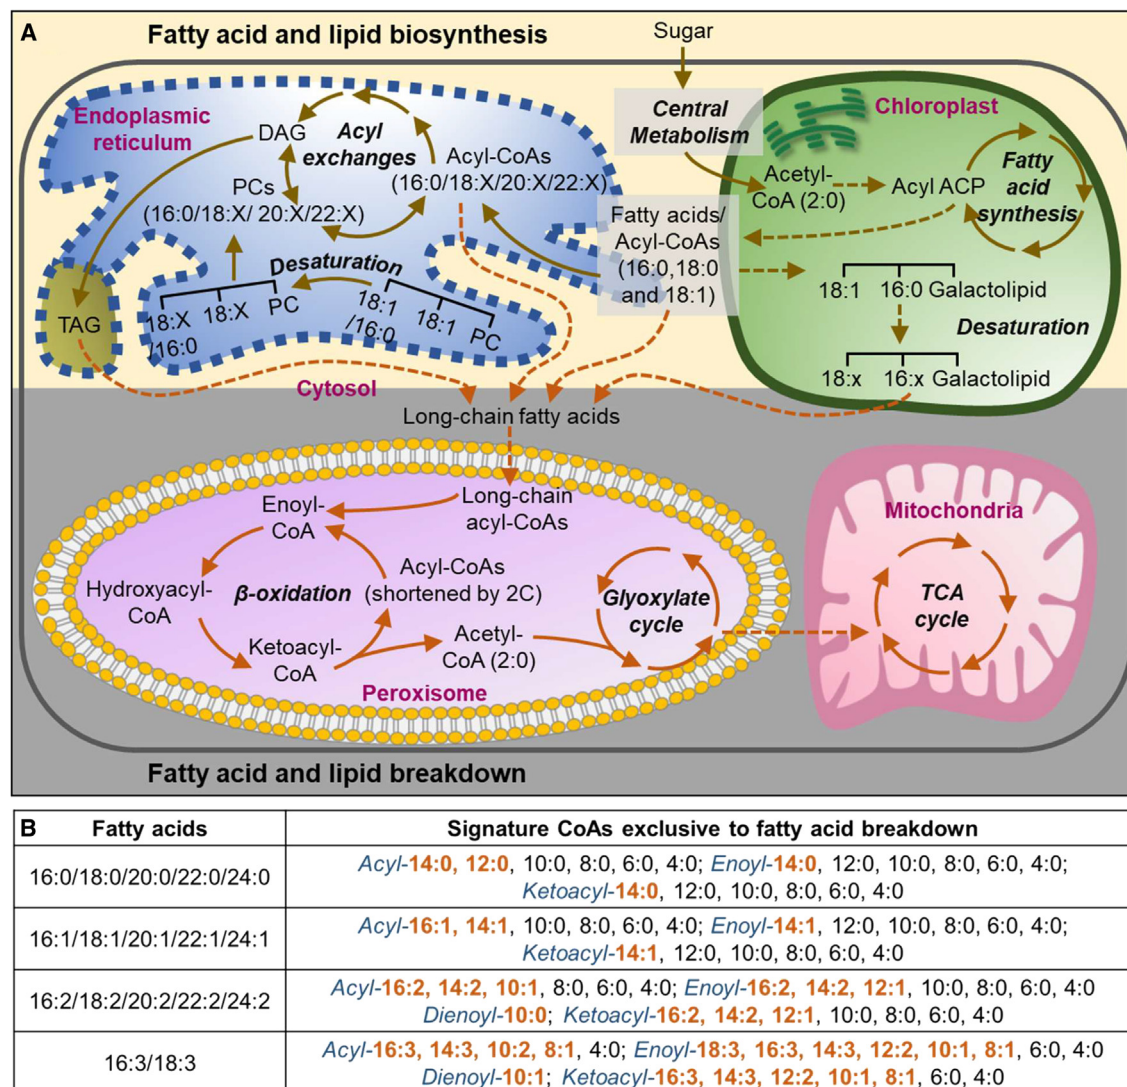 A
Fatty acid and lipid biosynthesis
Sugar
Central
Metabolism
Endoplasmic
reticulum
DAG
Acyl
exchanges
Acyl-CoAs
(16:0/18:X/20:X/22:X)
PCs
(16:0/18:X/ 20:X/22:X)
Desaturation
18:X
/16:0
18:X
PC
18:1
/16:0
18:1
PC
TAG
Fatty acids/
Acyl-CoAs
(16:0,18:0
and 18:1)
Chloroplast
Acetyl-
CoA (2:0)
Acyl ACP
Fatty
acid
synthesis
18:1
16:0 Galactolipid
Desaturation
18:x
16:x Galactolipid
Cytosol
Long-chain fatty acids
Long-chain
acyl-CoAs
Enoyl-
CoA
Hydroxyacyl-
CoA
β-oxidation
Acyl-CoAs
(shortened by 2C)
Ketoacyl-
CoA
Acetyl-
CoA (2:0)
Glyoxylate
cycle
Peroxisome
Mitochondria
TCA
cycle
Fatty acid and lipid breakdown
B
Fatty acids
Signature CoAs exclusive to fatty acid breakdown
16:0/18:0/20:0/22:0/24:0
Acyl-14:0, 12:0, 10:0, 8:0, 6:0, 4:0; Enoyl-14:0, 12:0, 10:0, 8:0, 6:0, 4:0;
Ketoacyl-14:0, 12:0, 10:0, 8:0, 6:0, 4:0
16:1/18:1/20:1/22:1/24:1
Acyl-16:1, 14:1, 10:0, 8:0, 6:0, 4:0; Enoyl-14:1, 12:0, 10:0, 8:0, 6:0, 4:0;
Ketoacyl-14:1, 12:0, 10:0, 8:0, 6:0, 4:0
16:2/18:2/20:2/22:2/24:2
Acyl-16:2, 14:2, 10:1, 8:0, 6:0, 4:0; Enoyl-16:2, 14:2, 12:1, 10:0, 8:0, 6:0, 4:0
Dienoyl-10:0; Ketoacyl-16:2, 14:2, 12:1, 10:0, 8:0, 6:0, 4:0
16:3/18:3
Acyl-16:3, 14:3, 10:2, 8:1, 4:0; Enoyl-18:3, 16:3, 14:3, 12:2, 10:1, 8:1, 6:0, 4:0
Dienoyl-10:1; Ketoacyl-16:3, 14:3, 12:2, 10:1, 8:1, 6:0, 4:0